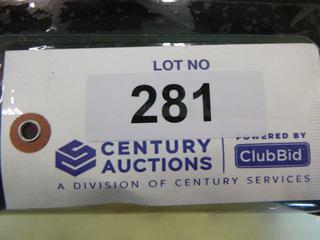 LOT NO
281
CENTURY
AUCTIONS
POWERED BY
ClubBid
A DIVISION OF CENTURY SERVICES